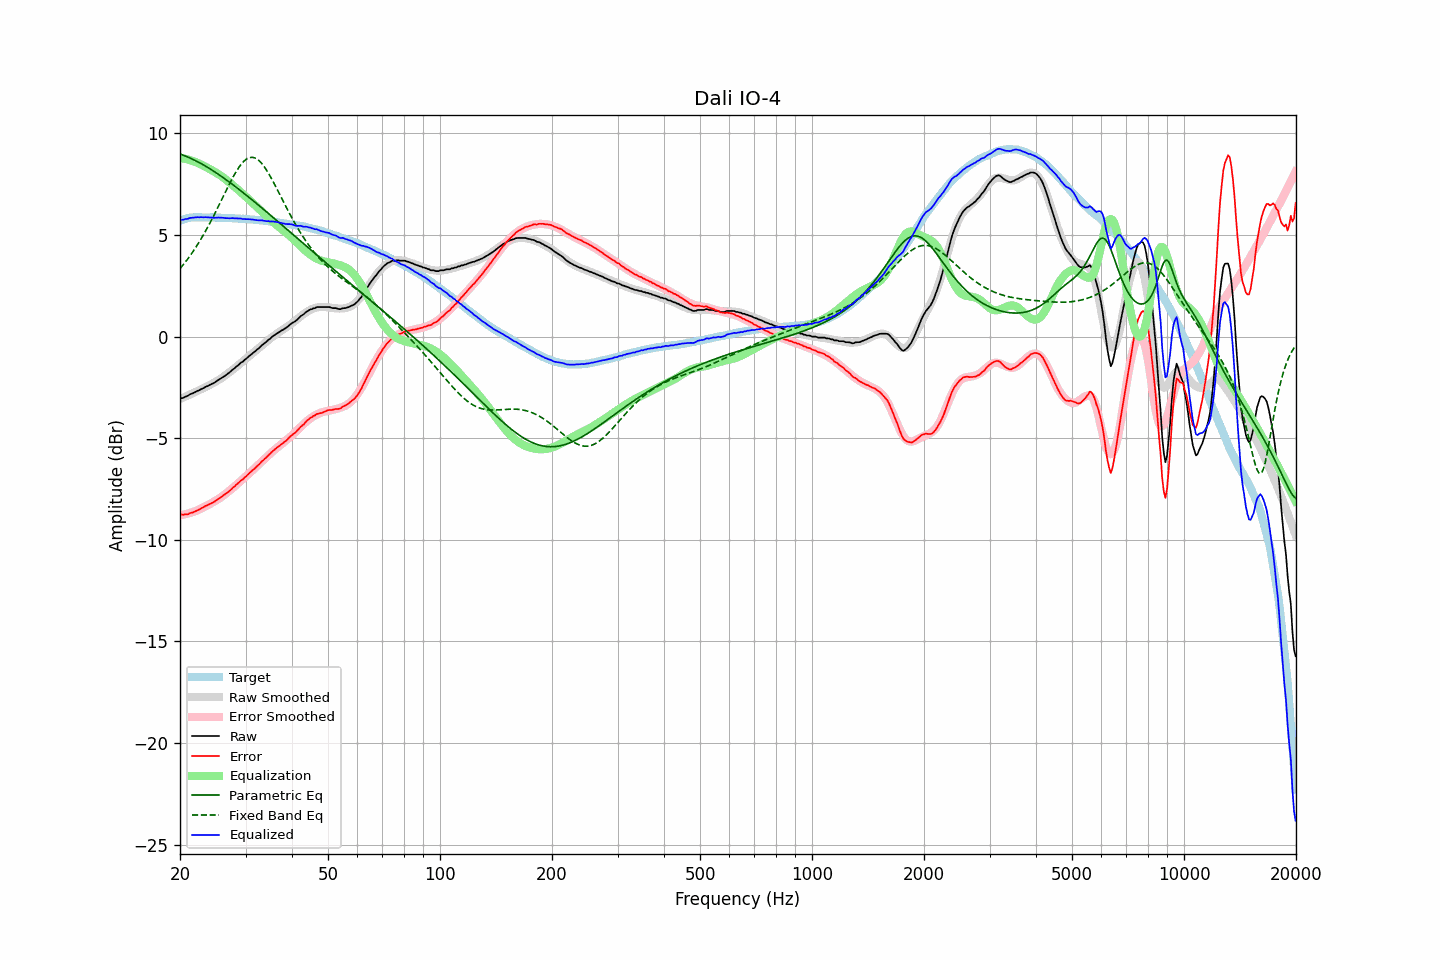 Dali IO-4
Amplitude (dBr)
10
5
0
−5
−10
−15
−20
−25
Target
Raw Smoothed
Error Smoothed
Raw
Error
Equalization
Parametric Eq
Fixed Band Eq
Equalized
20 50 100 200 500 1000 2000 5000 10000 20000
Frequency (Hz)